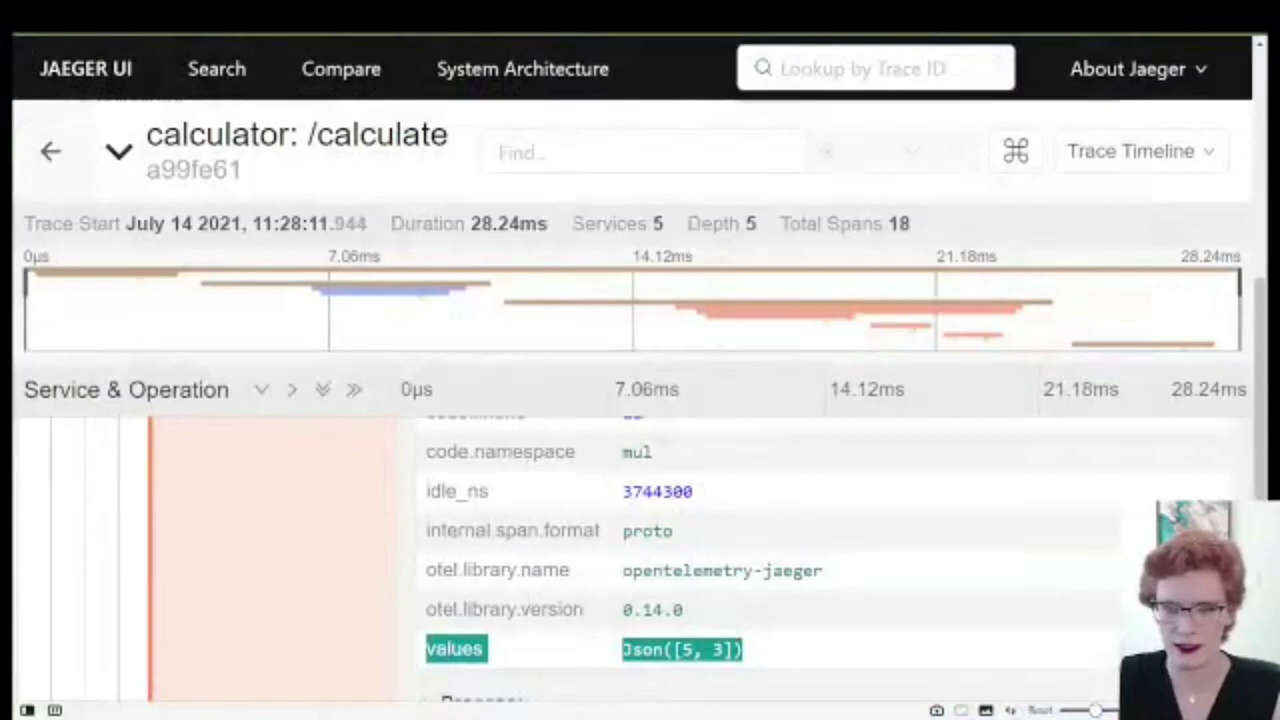 JAEGER UI Search Compare System Architecture Lookup by Trace ID ... About Jaeger
calculator: /calculate
a99fe61
Find...
Trace Timeline
Trace Start July 14 2021, 11:28:11.944 Duration 28.24ms Services 5 Depth 5 Total Spans 18
0μs 7.06ms 14.12ms 21.18ms 28.24ms
Service & Operation 0μs 7.06ms 14.12ms 21.18ms 28.24ms
code.namespace mul
idle_ns 3744300
internal.span.format proto
otel.library.name opentelemetry-jaeger
otel.library.version 0.14.0
values Json([5, 3])